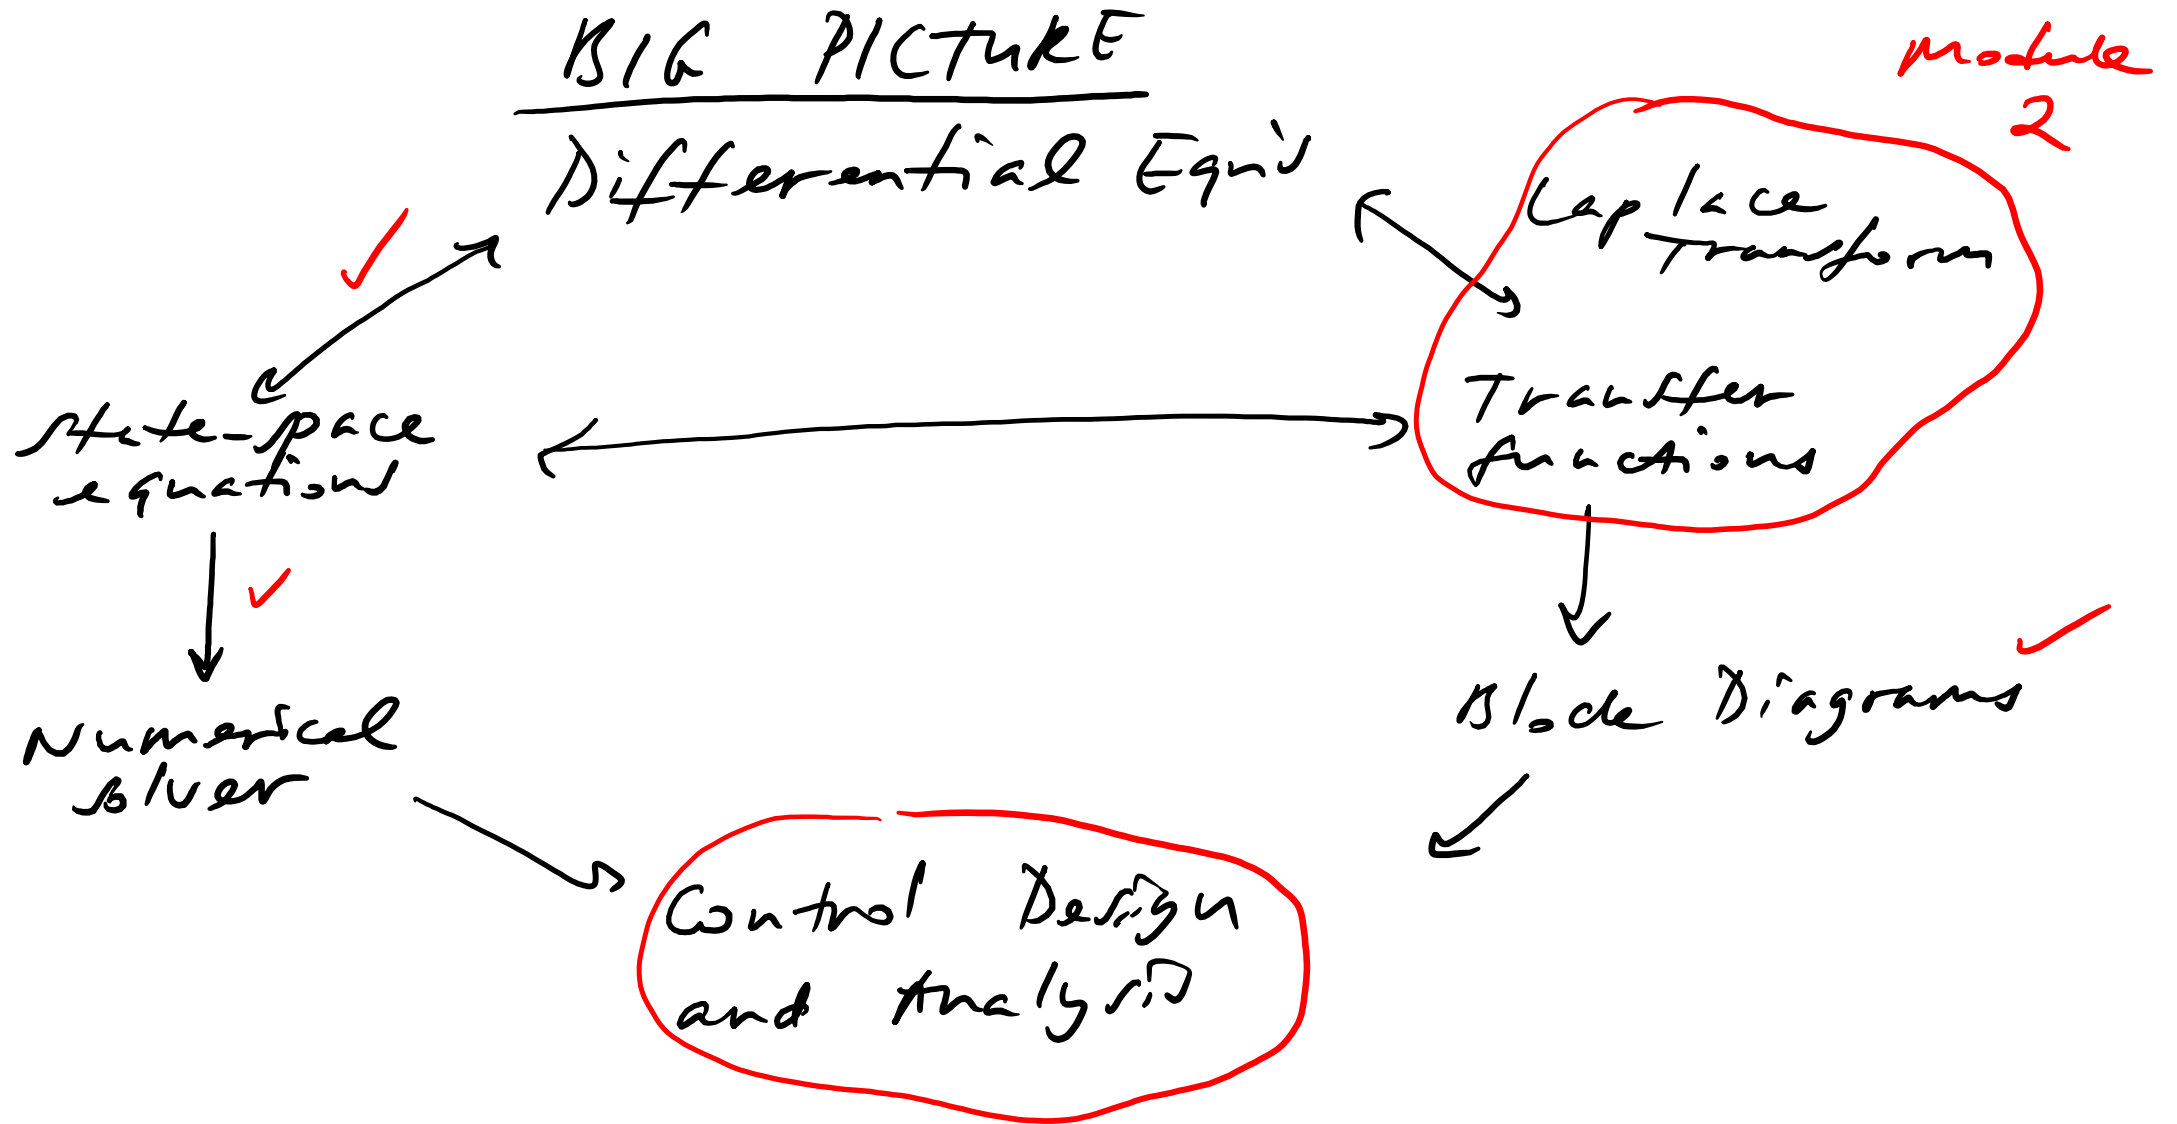 BIG PICTURE
Module
2
Differential Eqn's
Laplace
Transform
State-space
equations
Transfer
functions
Numerical
solver
Block Diagrams
Control Design
and Analysis